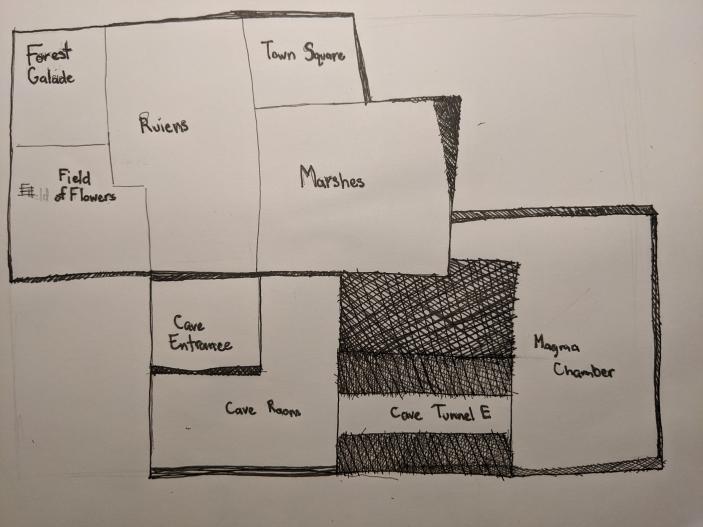 Forest
Galade
Town Square
Ruiens
Marshes
Field
of Flowers
Cave
Entrance
Magma
Chamber
Cave Room
Cave Tunnel E